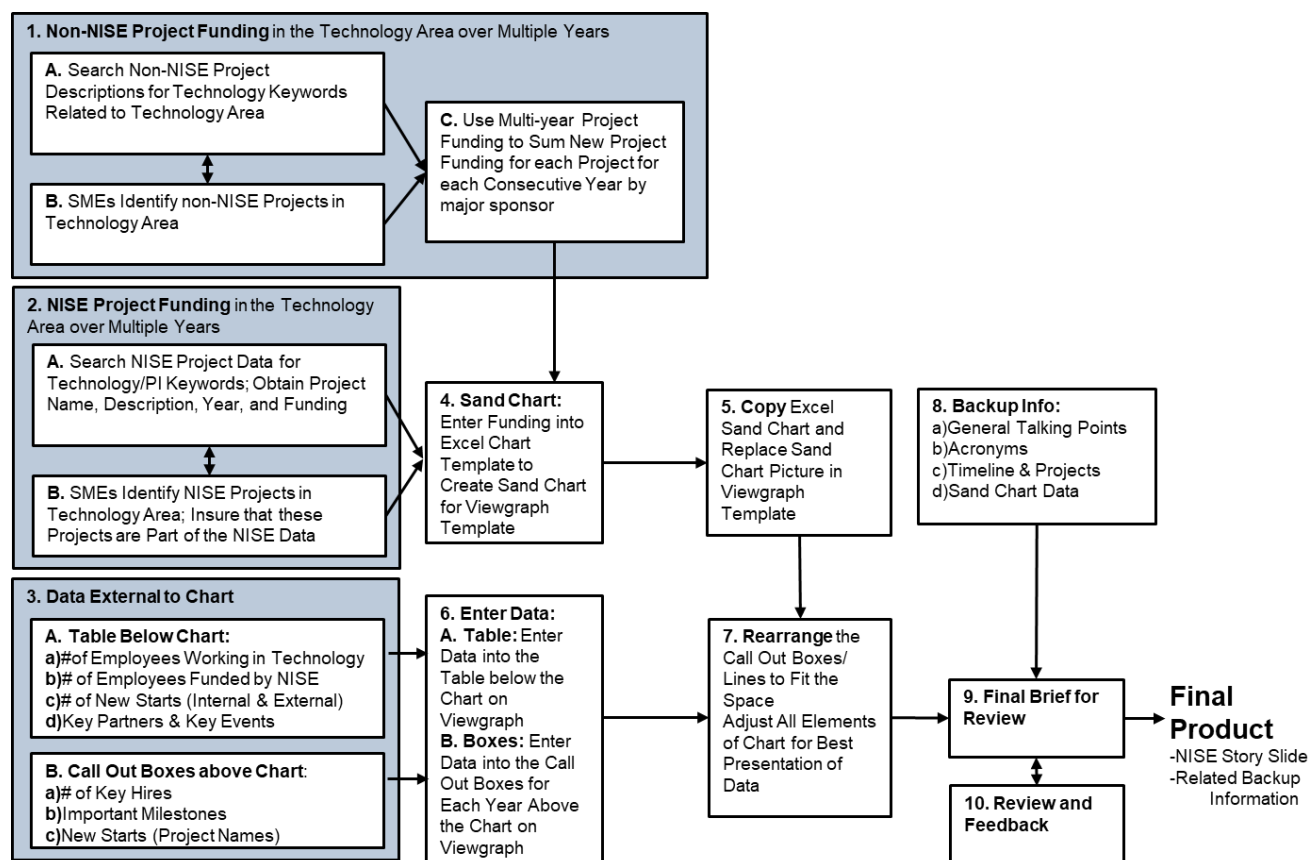 1. Non-NISE Project Funding in the Technology Area over Multiple Years
A. Search Non-NISE Project
Descriptions for Technology Keywords
Related to Technology Area
B. SMEs Identify non-NISE Projects in
Technology Area
C. Use Multi-year Project
Funding to Sum New Project
Funding for each Project for
each Consecutive Year by
major sponsor
2. NISE Project Funding in the Technology
Area over Multiple Years
A. Search NISE Project Data for
Technology/PI Keywords; Obtain Project
Name, Description, Year, and Funding
B. SMEs Identify NISE Projects in
Technology Area; Insure that these
Projects are Part of the NISE Data
4. Sand Chart:
Enter Funding into
Excel Chart
Template to
Create Sand Chart
for Viewgraph
Template
5. Copy Excel
Sand Chart and
Replace Sand
Chart Picture in
Viewgraph
Template
8. Backup Info:
a)General Talking Points
b)Acronyms
c)Timeline & Projects
d)Sand Chart Data
3. Data External to Chart
A. Table Below Chart:
a)#of Employees Working in Technology
b)# of Employees Funded by NISE
c)# of New Starts (Internal & External)
d)Key Partners & Key Events
B. Call Out Boxes above Chart:
a)# of Key Hires
b)Important Milestones
c)New Starts (Project Names)
6. Enter Data:
A. Table: Enter
Data into the
Table below the
Chart on
Viewgraph
B. Boxes: Enter
Data into the Call
Out Boxes for
Each Year Above
the Chart on
Viewgraph
7. Rearrange the
Call Out Boxes/
Lines to Fit the
Space
Adjust All Elements
of Chart for Best
Presentation of
Data
9. Final Brief for
Review
10. Review and
Feedback
Final
Product
-NISE Story Slide
-Related Backup
Information